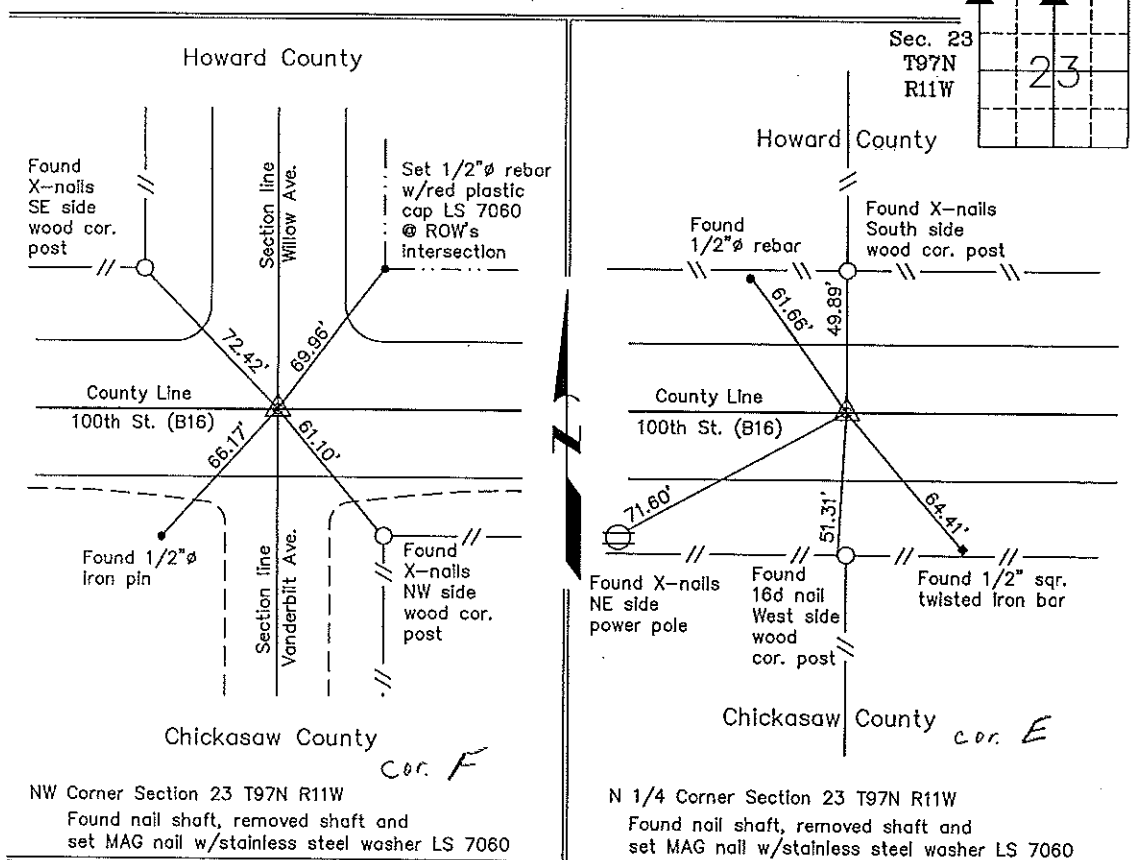 Howard County
Found
X-nails
SE side
wood cor.
post
Section line
Willow Ave.
Set 1/2"ø rebar
w/red plastic
cap LS 7060
@ ROW's
intersection
72.42'
69.96'
County Line
100th St. (B16)
66.17'
61.10'
Found 1/2"ø
iron pin
Section line
Vanderbilt Ave.
Found
X-nails
NW side
wood cor.
post
Chickasaw County
cor. F
NW Corner Section 23 T97N R11W
Found nail shaft, removed shaft and
set MAG nail w/stainless steel washer LS 7060
N
Sec. 23
T97N
R11W
23
Howard County
Found
1/2"ø rebar
Found X-nails
South side
wood cor. post
61.66'
49.89'
County Line
100th St. (B16)
71.60'
51.31'
64.41'
Found X-nails
NE side
power pole
Found
16d nail
West side
wood
cor. post
Found 1/2" sqr.
twisted iron bar
Chickasaw County
cor. E
N 1/4 Corner Section 23 T97N R11W
Found nail shaft, removed shaft and
set MAG nail w/stainless steel washer LS 7060